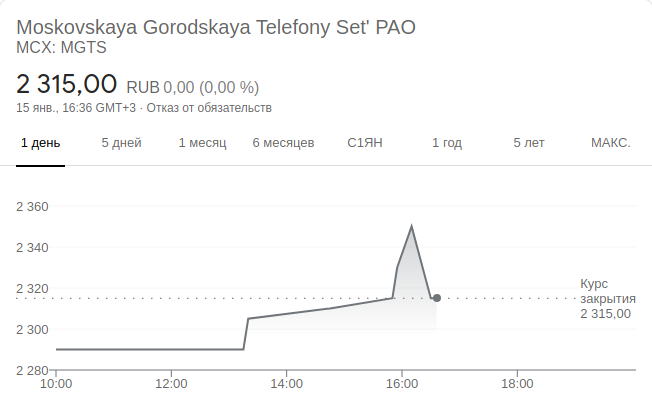 Moskovskaya Gorodskaya Telefony Set' PAO
MCX: MGTS
2 315,00 RUB 0,00 (0,00 %)
15 янв., 16:36 GMT+3 · Отказ от обязательств
1 день 5 дней 1 месяц 6 месяцев С1ЯН 1 год 5 лет МАКС.
2 360
2 340
2 320
2 300
2 280
Курс
закрытия
2 315,00
10:00 12:00 14:00 16:00 18:00